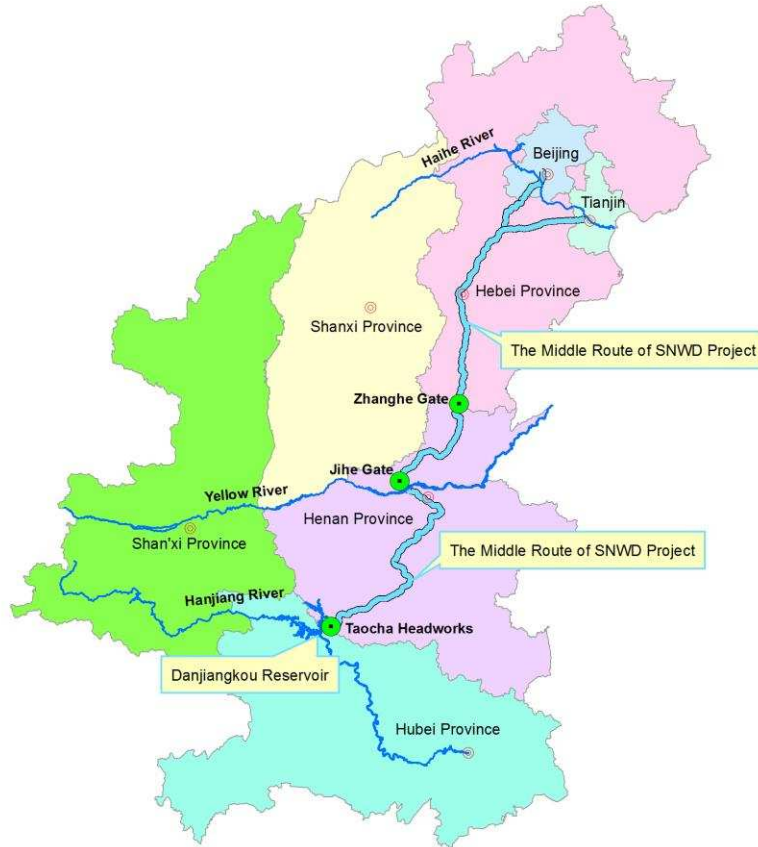 Haihe River
Beijing
Tianjin
Hebei Province
Shanxi Province
The Middle Route of SNWD Project
Zhanghe Gate
Jihe Gate
Yellow River
Henan Province
Shan'xi Province
The Middle Route of SNWD Project
Hanjiang River
Taocha Headworks
Danjiangkou Reservoir
Hubei Province